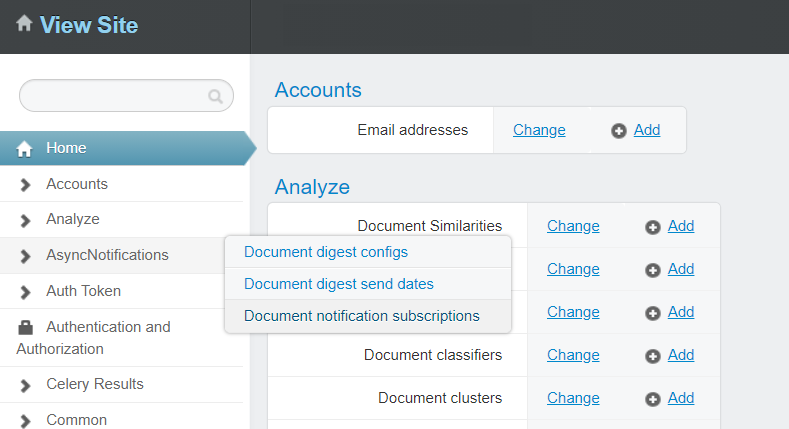 View Site
Home
Accounts
Analyze
AsyncNotifications
Auth Token
Authentication and
Authorization
Celery Results
Common
Document digest configs
Document digest send dates
Document notification subscriptions
Accounts
Email addresses Change Add
Analyze
Document Similarities Change Add
Change Add
Change Add
Document classifiers Change Add
Document clusters Change Add